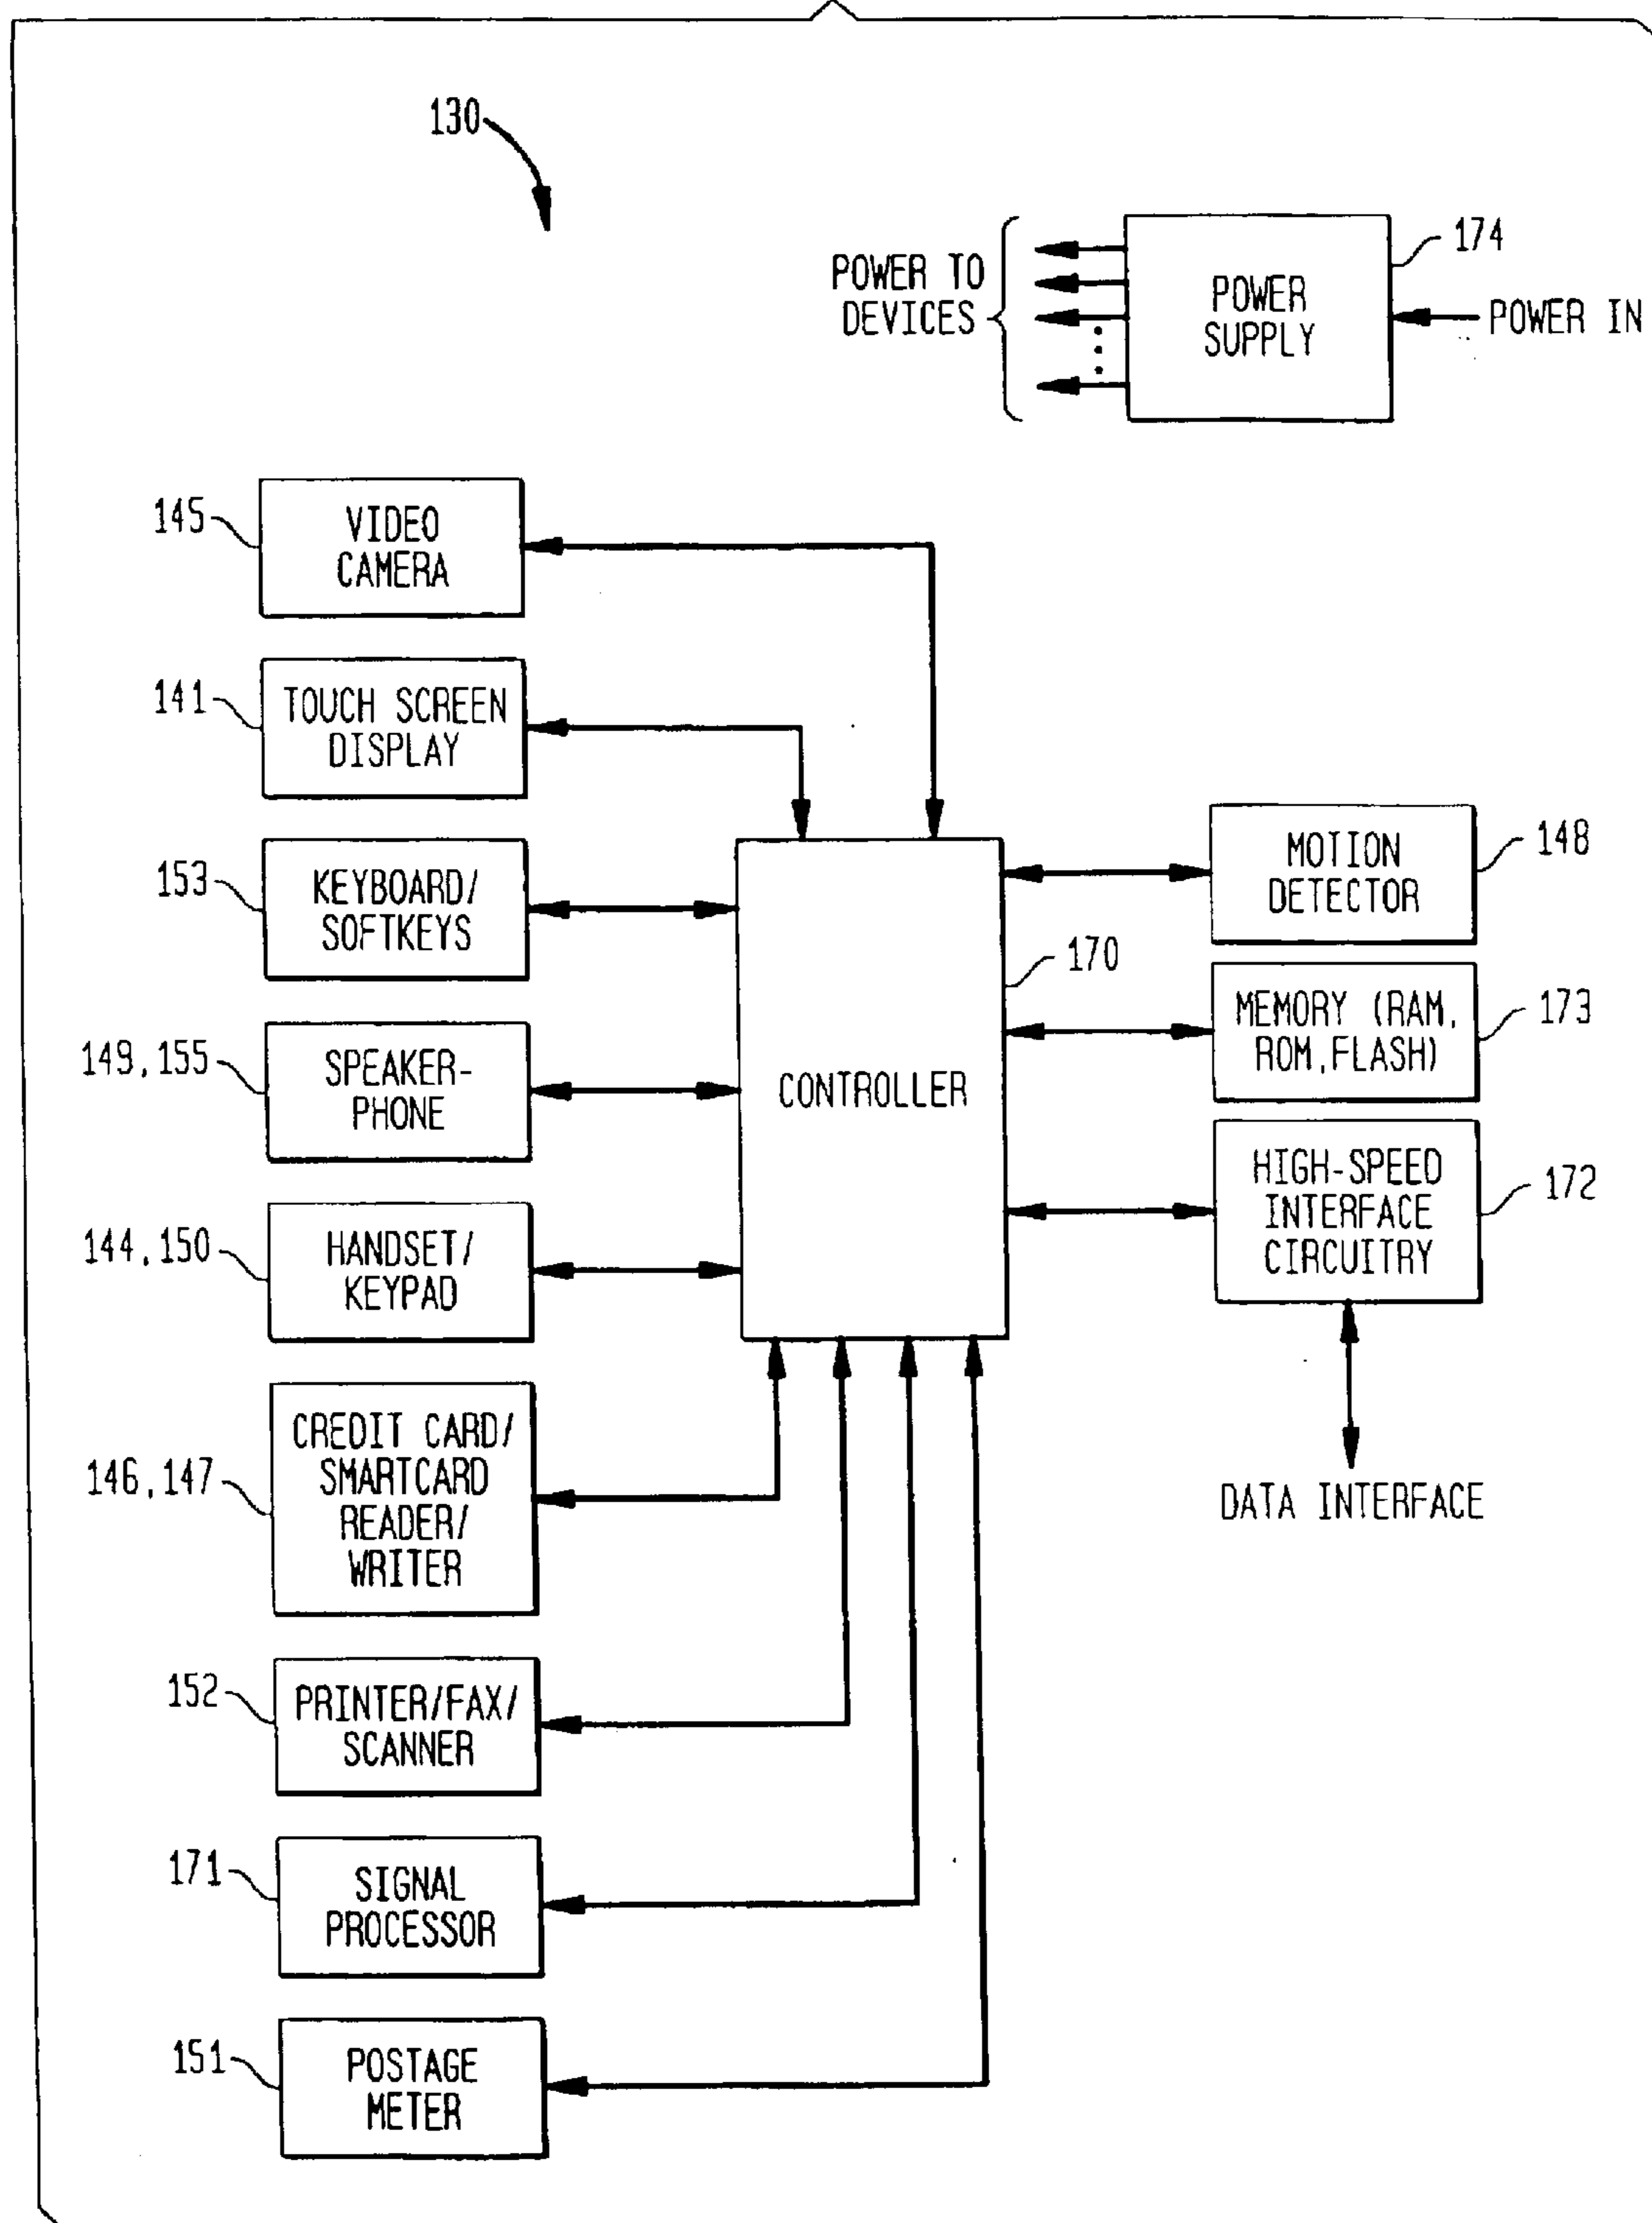 130
174
POWER TO
DEVICES
POWER
SUPPLY
POWER IN
145
VIDEO
CAMERA
141
TOUCH SCREEN
DISPLAY
153
KEYBOARD/
SOFTKEYS
149,155
SPEAKER-
PHONE
144,150
HANDSET/
KEYPAD
146,147
CREDIT CARD/
SMARTCARD
READER/
WRITER
152
PRINTER/FAX/
SCANNER
171
SIGNAL
PROCESSOR
151
POSTAGE
METER
CONTROLLER
170
MOTION
DETECTOR
148
MEMORY (RAM,
ROM,FLASH)
173
HIGH-SPEED
INTERFACE
CIRCUITRY
172
DATA INTERFACE